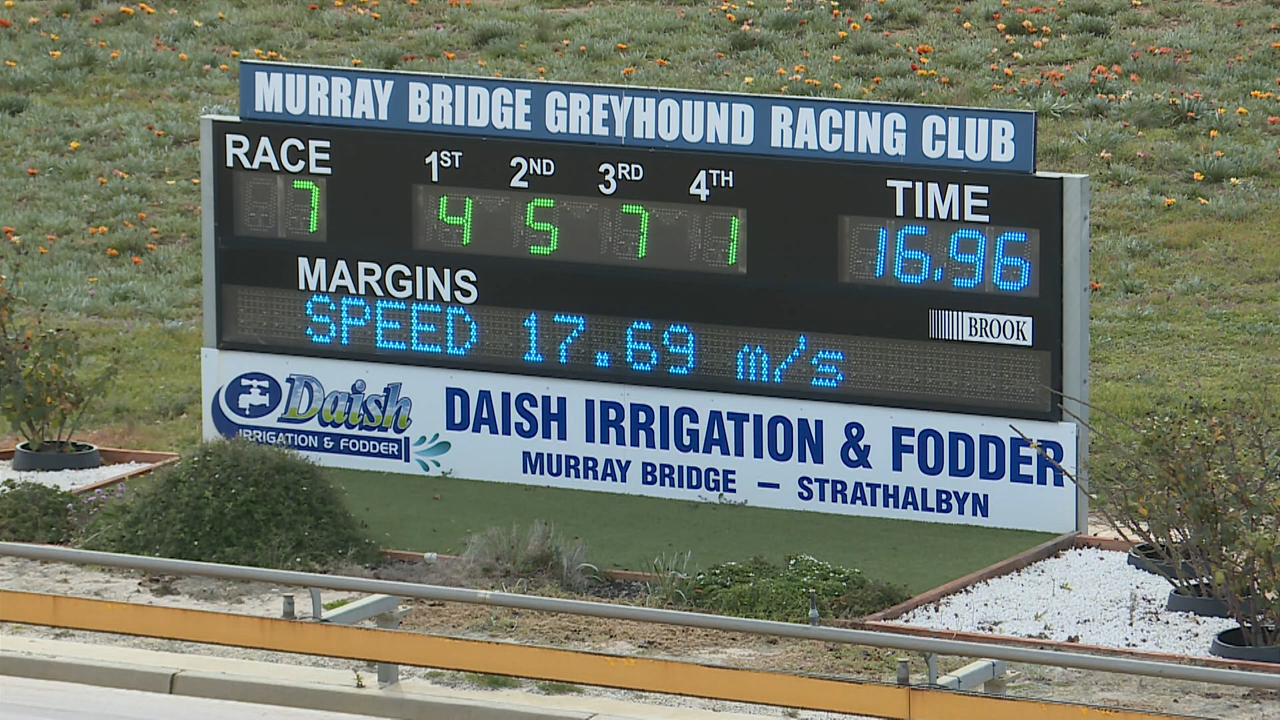 MURRAY BRIDGE GREYHOUND RACING CLUB
RACE 1ST 2ND 3RD 4TH TIME
7 4 5 7 1 16.96
MARGINS
SPEED 17.69 m/s
BROOK
Daish
IRRIGATION & FODDER
DAISH IRRIGATION & FODDER
MURRAY BRIDGE – STRATHALBYN